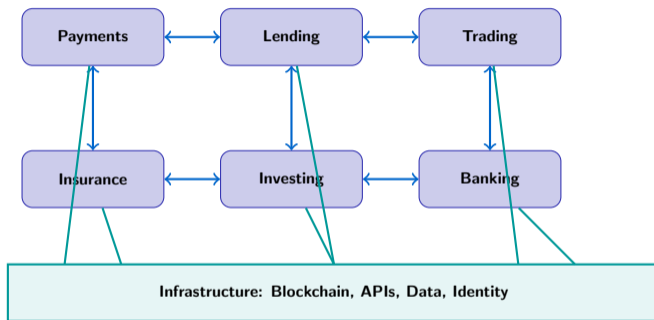 Payments
Lending
Trading
Insurance
Investing
Banking
Infrastructure: Blockchain, APIs, Data, Identity